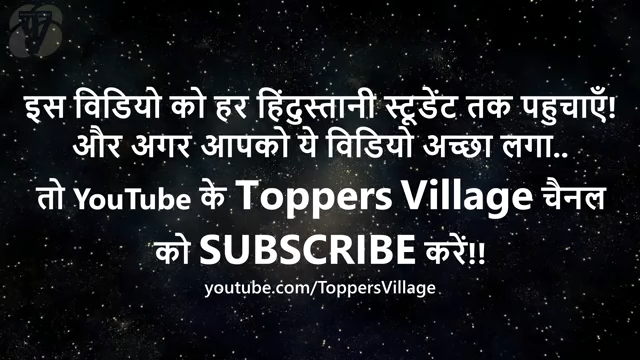 इस विडियो को हर हिंदुस्तानी स्टूडेंट तक पहुचाएँ!
और अगर आपको ये विडियो अच्छा लगा..
तो YouTube के Toppers Village चैनल
को SUBSCRIBE करें!!
youtube.com/ToppersVillage